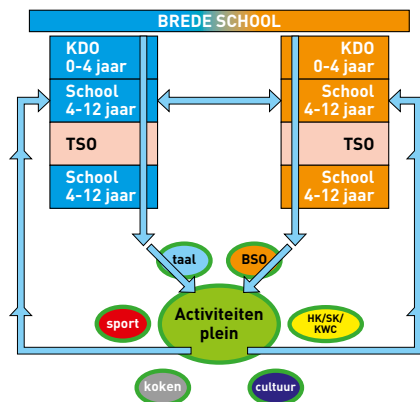 BREDE SCHOOL
KDO
0-4 jaar
School
4-12 jaar
TSO
School
4-12 jaar
KDO
0-4 jaar
School
4-12 jaar
TSO
School
4-12 jaar
taal
BSO
Activiteiten
plein
sport
HK/SK/
KWC
koken
cultuur